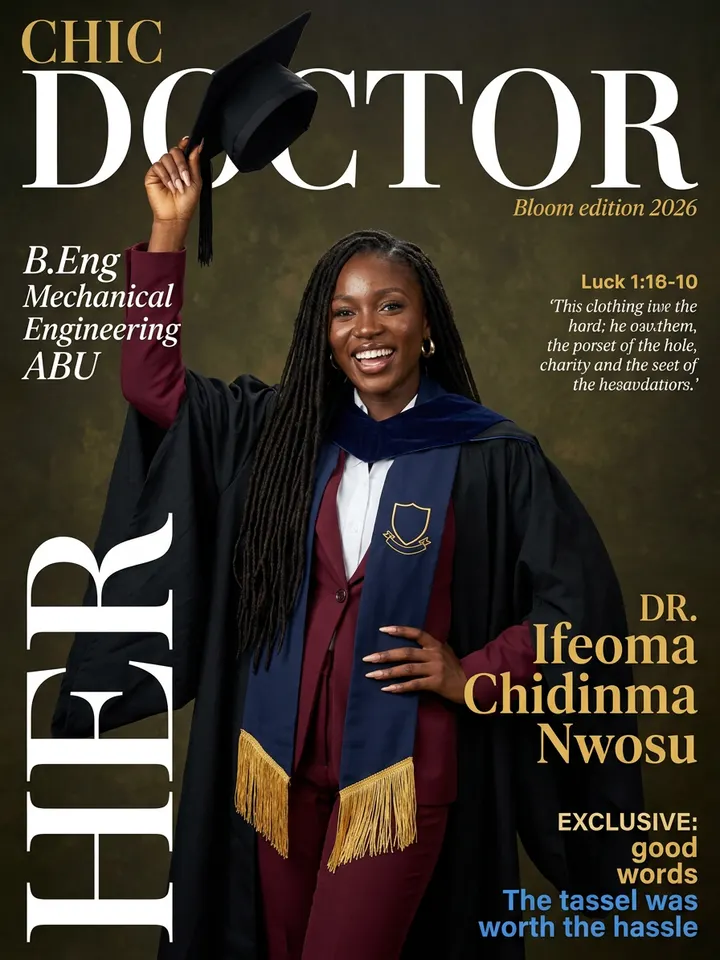 CHIC
DOCTOR
Bloom edition 2026
B.Eng
Mechanical
Engineering
ABU
Luck 1:16-10
‘This clothing iwe the
hard; he oau.them,
the porset of the hole,
charity and the seet of
the hesavdatiors.’
HER
DR.
Ifeoma
Chidinma
Nwosu
EXCLUSIVE:
good
words
The tassel was
worth the hassle